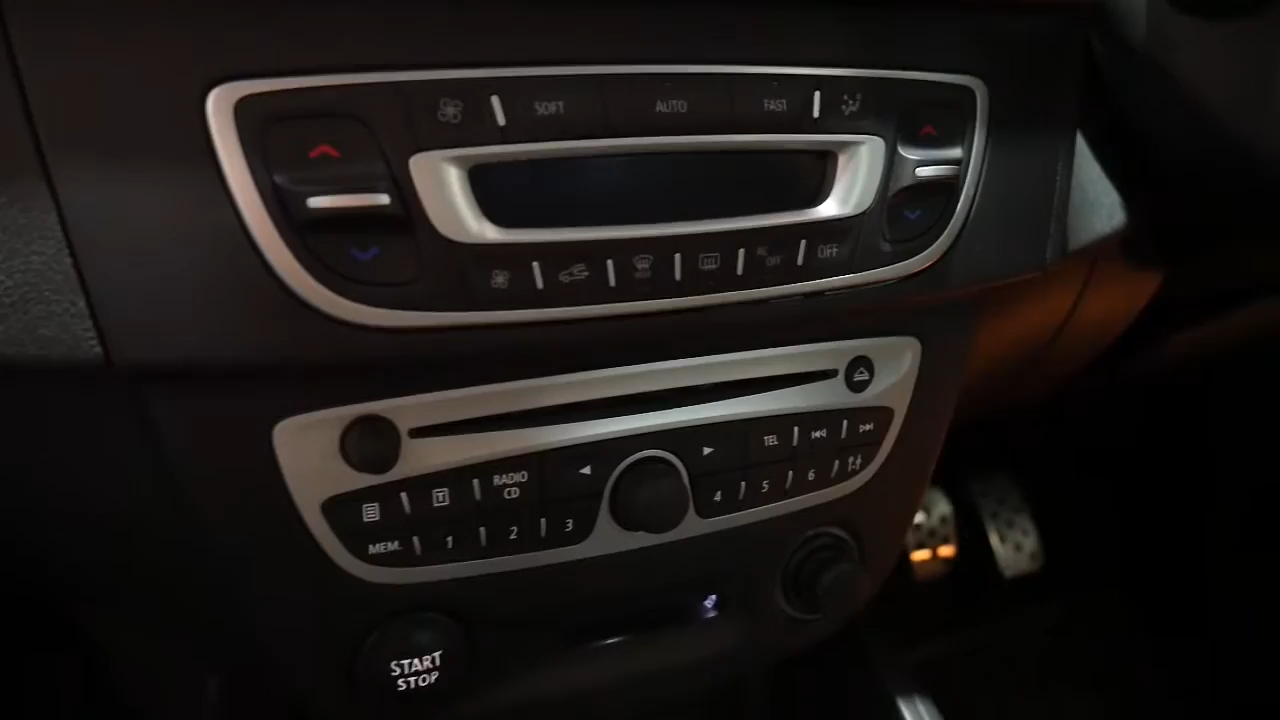 SOFT AUTO FAST
AC OFF OFF
TEL
RADIO
CD
4 5 6
MEM. 1 2 3
START
STOP